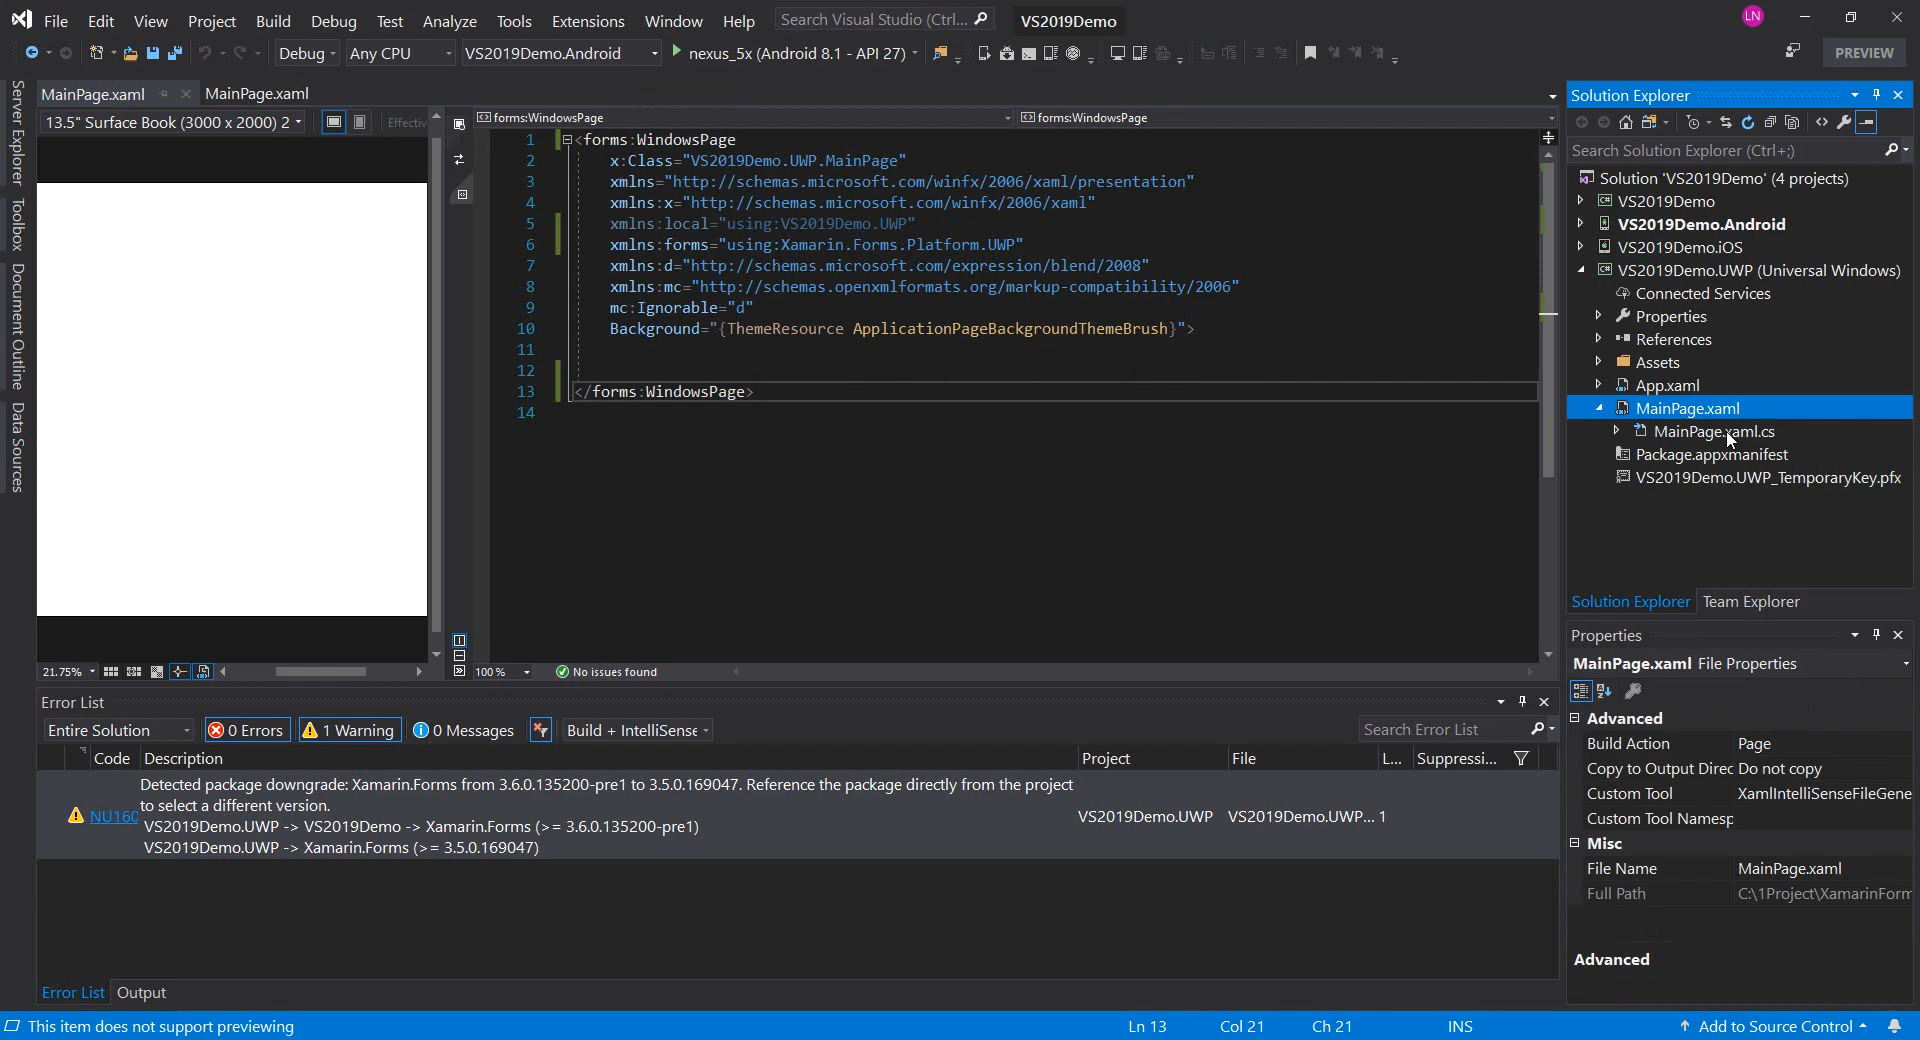 File Edit View Project Build Debug Test Analyze Tools Extensions Window Help Search Visual Studio (Ctrl... VS2019Demo LN
Debug Any CPU VS2019Demo.Android nexus_5x (Android 8.1 - API 27) PREVIEW
Server Explorer
Toolbox
Document Outline
Data Sources
MainPage.xaml MainPage.xaml
13.5" Surface Book (3000 x 2000) 2 Effectiv
forms:WindowsPage forms:WindowsPage
1 <forms:WindowsPage
2 x:Class="VS2019Demo.UWP.MainPage"
3 xmlns="http://schemas.microsoft.com/winfx/2006/xaml/presentation"
4 xmlns:x="http://schemas.microsoft.com/winfx/2006/xaml"
5 xmlns:local="using:VS2019Demo.UWP"
6 xmlns:forms="using:Xamarin.Forms.Platform.UWP"
7 xmlns:d="http://schemas.microsoft.com/expression/blend/2008"
8 xmlns:mc="http://schemas.openxmlformats.org/markup-compatibility/2006"
9 mc:Ignorable="d"
10 Background="{ThemeResource ApplicationPageBackgroundThemeBrush}">
11
12
13 </forms:WindowsPage>
14
21.75% 100 % No issues found
Solution Explorer
Search Solution Explorer (Ctrl+;)
Solution 'VS2019Demo' (4 projects)
VS2019Demo
VS2019Demo.Android
VS2019Demo.iOS
VS2019Demo.UWP (Universal Windows)
Connected Services
Properties
References
Assets
App.xaml
MainPage.xaml
MainPage.xaml.cs
Package.appxmanifest
VS2019Demo.UWP_TemporaryKey.pfx
Solution Explorer Team Explorer
Properties
MainPage.xaml File Properties
Advanced
Build Action Page
Copy to Output Direc Do not copy
Custom Tool XamlIntelliSenseFileGene
Custom Tool Namesp
Misc
File Name MainPage.xaml
Full Path C:\1Project\XamarinForm
Advanced
Error List
Entire Solution 0 Errors 1 Warning 0 Messages Build + IntelliSense Search Error List
Code Description Project File L... Suppressi...
Detected package downgrade: Xamarin.Forms from 3.6.0.135200-pre1 to 3.5.0.169047. Reference the package directly from the project
to select a different version.
NU160 VS2019Demo.UWP -> VS2019Demo -> Xamarin.Forms (>= 3.6.0.135200-pre1) VS2019Demo.UWP VS2019Demo.UWP... 1
VS2019Demo.UWP -> Xamarin.Forms (>= 3.5.0.169047)
Error List Output
This item does not support previewing Ln 13 Col 21 Ch 21 INS Add to Source Control